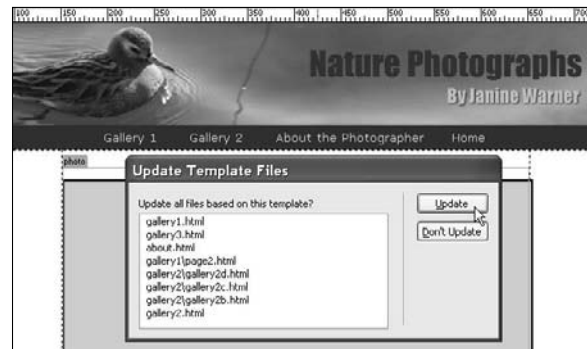 100 150 200 250 300 350 400 450 500 550 600 650 700
Nature Photographs
By Janine Warner
Gallery 1 Gallery 2 About the Photographer Home
photo
Update Template Files
Update all files based on this template?
gallery1.html
gallery3.html
about.html
gallery1\page2.html
gallery2\gallery2d.html
gallery2\gallery2c.html
gallery2\gallery2b.html
gallery2.html
Update
Don't Update